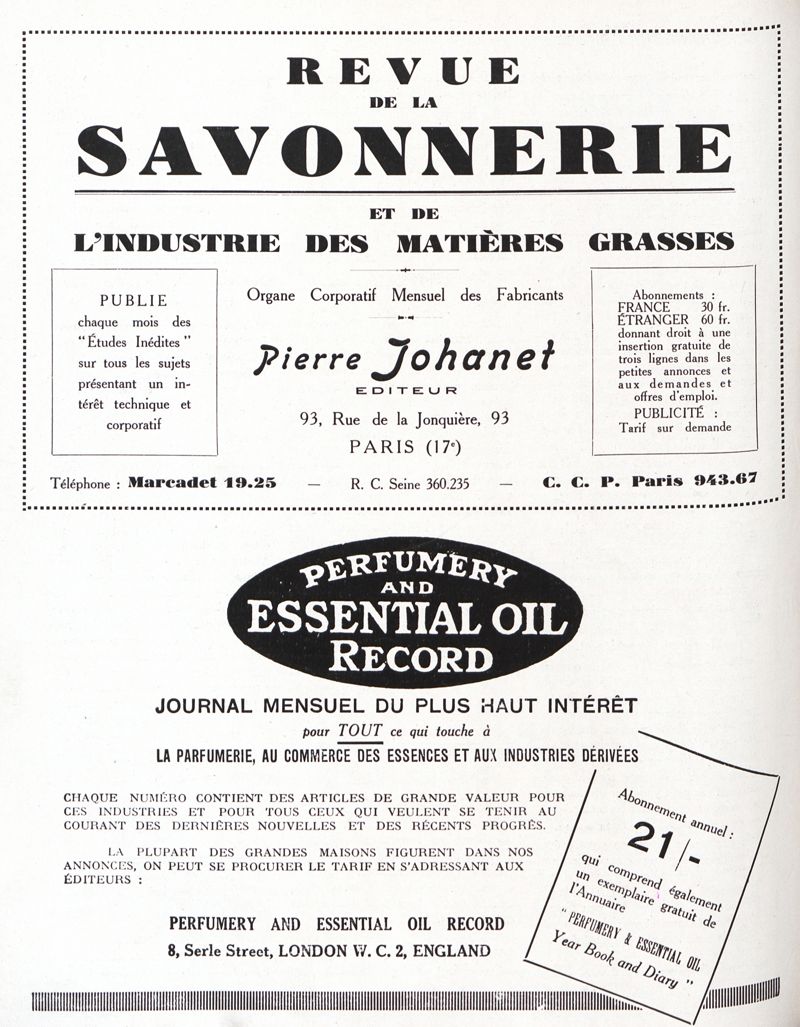 REVUE
DE LA
SAVONNERIE
ET DE
L'INDUSTRIE DES MATIÈRES GRASSES
PUBLIE
chaque mois des
"Études Inédites"
sur tous les sujets
présentant un in-
térêt technique et
corporatif
Organe Corporatif Mensuel des Fabricants
Pierre Johanet
EDITEUR
93, Rue de la Jonquière, 93
PARIS (17e)
Abonnements :
FRANCE 30 fr.
ÉTRANGER 60 fr.
donnant droit à une
insertion gratuite de
trois lignes dans les
petites annonces et
aux demandes et
offres d'emploi.
PUBLICITÉ :
Tarif sur demande
Téléphone : Marcadet 19.25 — R. C. Seine 360.235 — C. C. P. Paris 943.67
PERFUMERY
AND
ESSENTIAL OIL
RECORD
JOURNAL MENSUEL DU PLUS HAUT INTÉRÊT
pour TOUT ce qui touche à
LA PARFUMERIE, AU COMMERCE DES ESSENCES ET AUX INDUSTRIES DÉRIVÉES
CHAQUE NUMÉRO CONTIENT DES ARTICLES DE GRANDE VALEUR POUR
CES INDUSTRIES ET POUR TOUS CEUX QUI VEULENT SE TENIR AU
COURANT DES DERNIÈRES NOUVELLES ET DES RÉCENTS PROGRÊS.
LA PLUPART DES GRANDES MAISONS FIGURENT DANS NOS
ANNONCES, ON PEUT SE PROCURER LE TARIF EN S'ADRESSANT AUX
ÉDITEURS :
PERFUMERY AND ESSENTIAL OIL RECORD
8, Serle Street, LONDON W. C. 2, ENGLAND
Abonnement annuel :
21/-
qui comprend également
un exemplaire gratuit de
l'Annuaire
"PERFUMERY & ESSENTIAL OIL
Year Book and Diary"